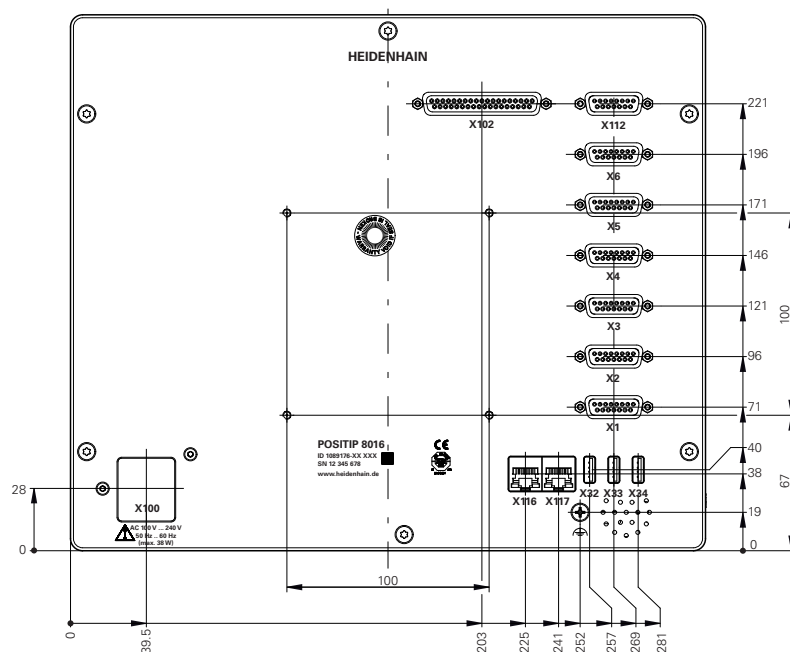 HEIDENHAIN
X102
X112
221
X6
196
X5
171
X4
146
X3
121
100
X2
96
X1
71
POSITIP 8016
ID 1089176-XX XXX
SN 12 345 678
www.heidenhain.de
CE
40
38
67
X100
X116
X117
X32
X33
X34
28
19
AC 100 V ... 240 V
50 Hz ... 60 Hz
(max. 38 W)
0
0
100
0
39.5
203
225
241
252
257
269
281